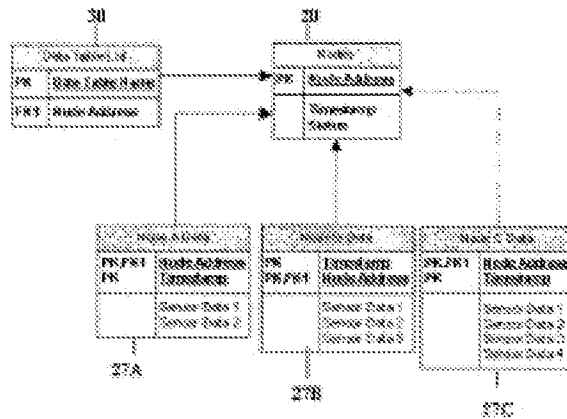 30
20
Data Table List
Nodes
PK Data Table Name
PK Node Address
FK1 Node Address
Timestamp
Status
Node A Data
Node B Data
Node C Data
PK,FK1 Node Address
PK Timestamp
PK Timestamp
PK,FK1 Node Address
PK,FK1 Node Address
PK Timestamp
Sensor Data 1
Sensor Data 2
Sensor Data 1
Sensor Data 2
Sensor Data 3
Sensor Data 1
Sensor Data 2
Sensor Data 3
Sensor Data 4
27A
27B
27C